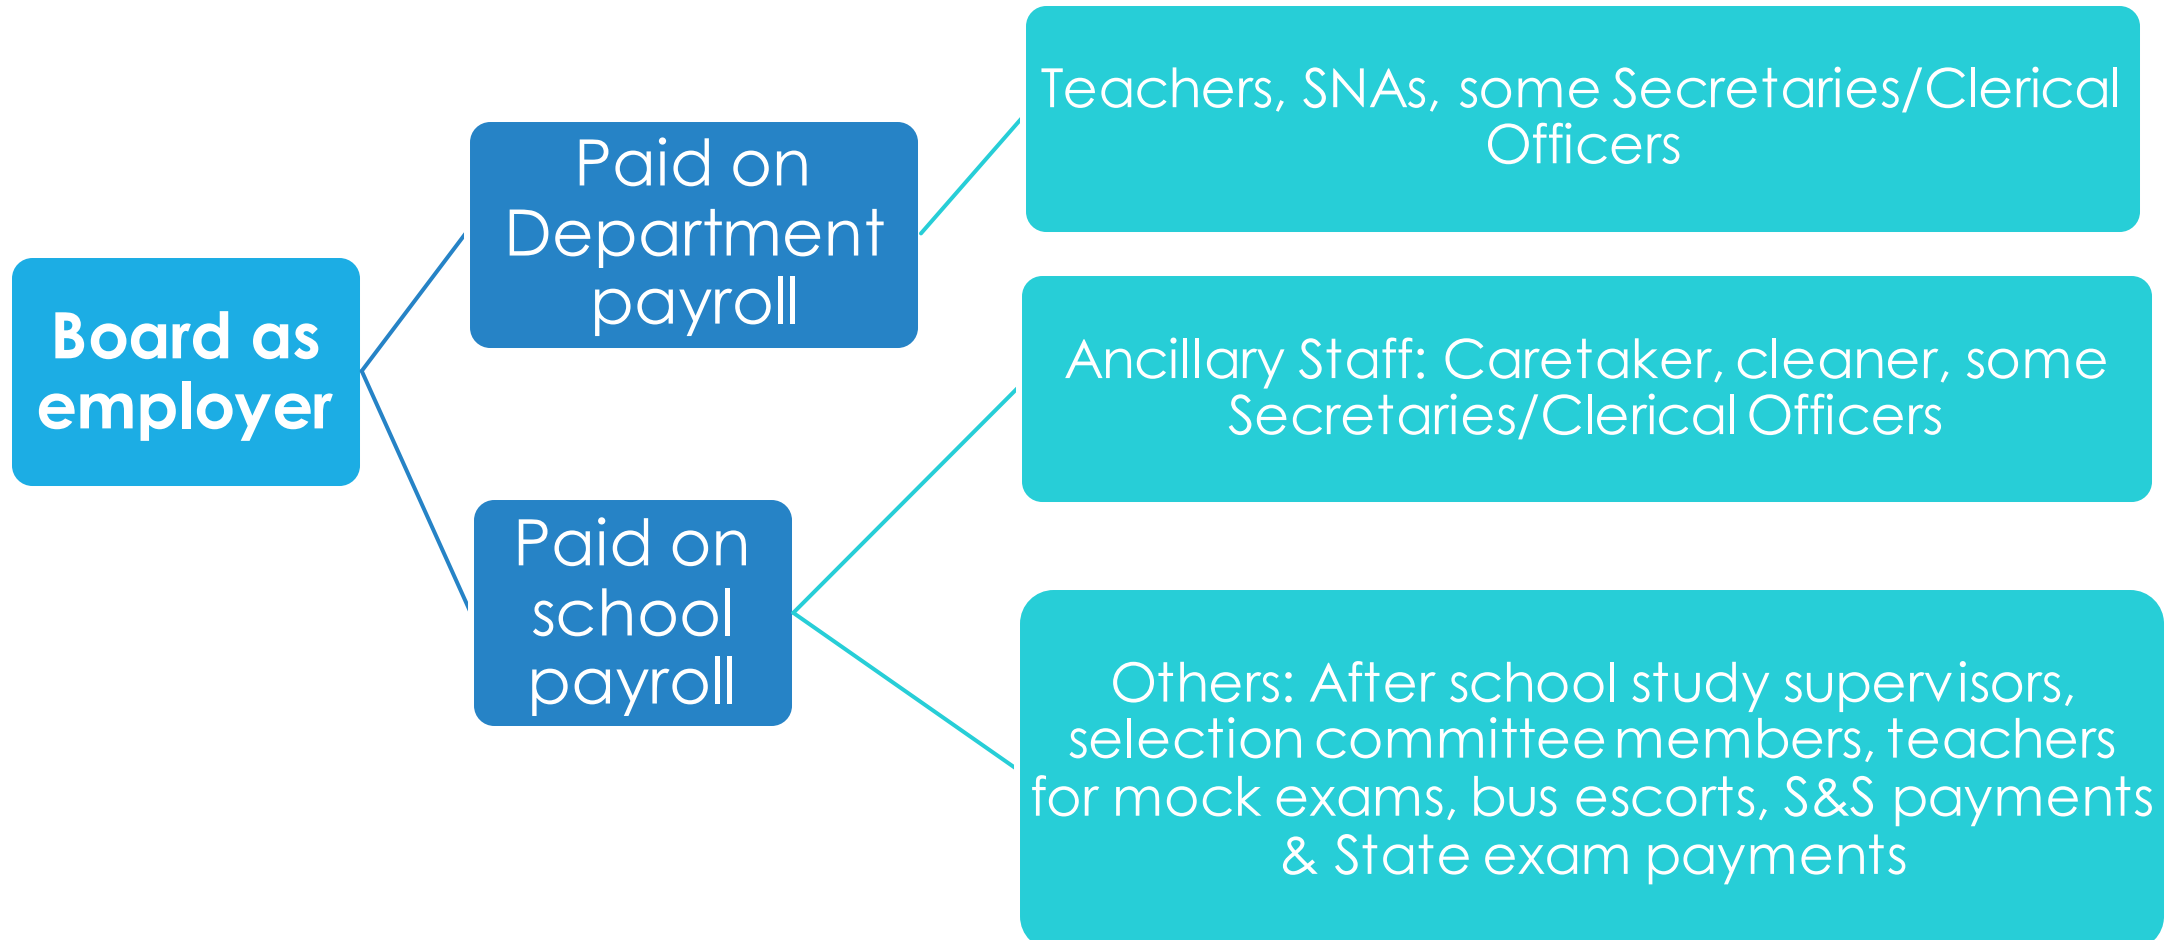 Board as
employer
Paid on
Department
payroll
Teachers, SNAs, some Secretaries/Clerical
Officers
Paid on
school
payroll
Ancillary Staff: Caretaker, cleaner, some
Secretaries/Clerical Officers
Others: After school study supervisors,
selection committee members, teachers
for mock exams, bus escorts, S&S payments
& State exam payments